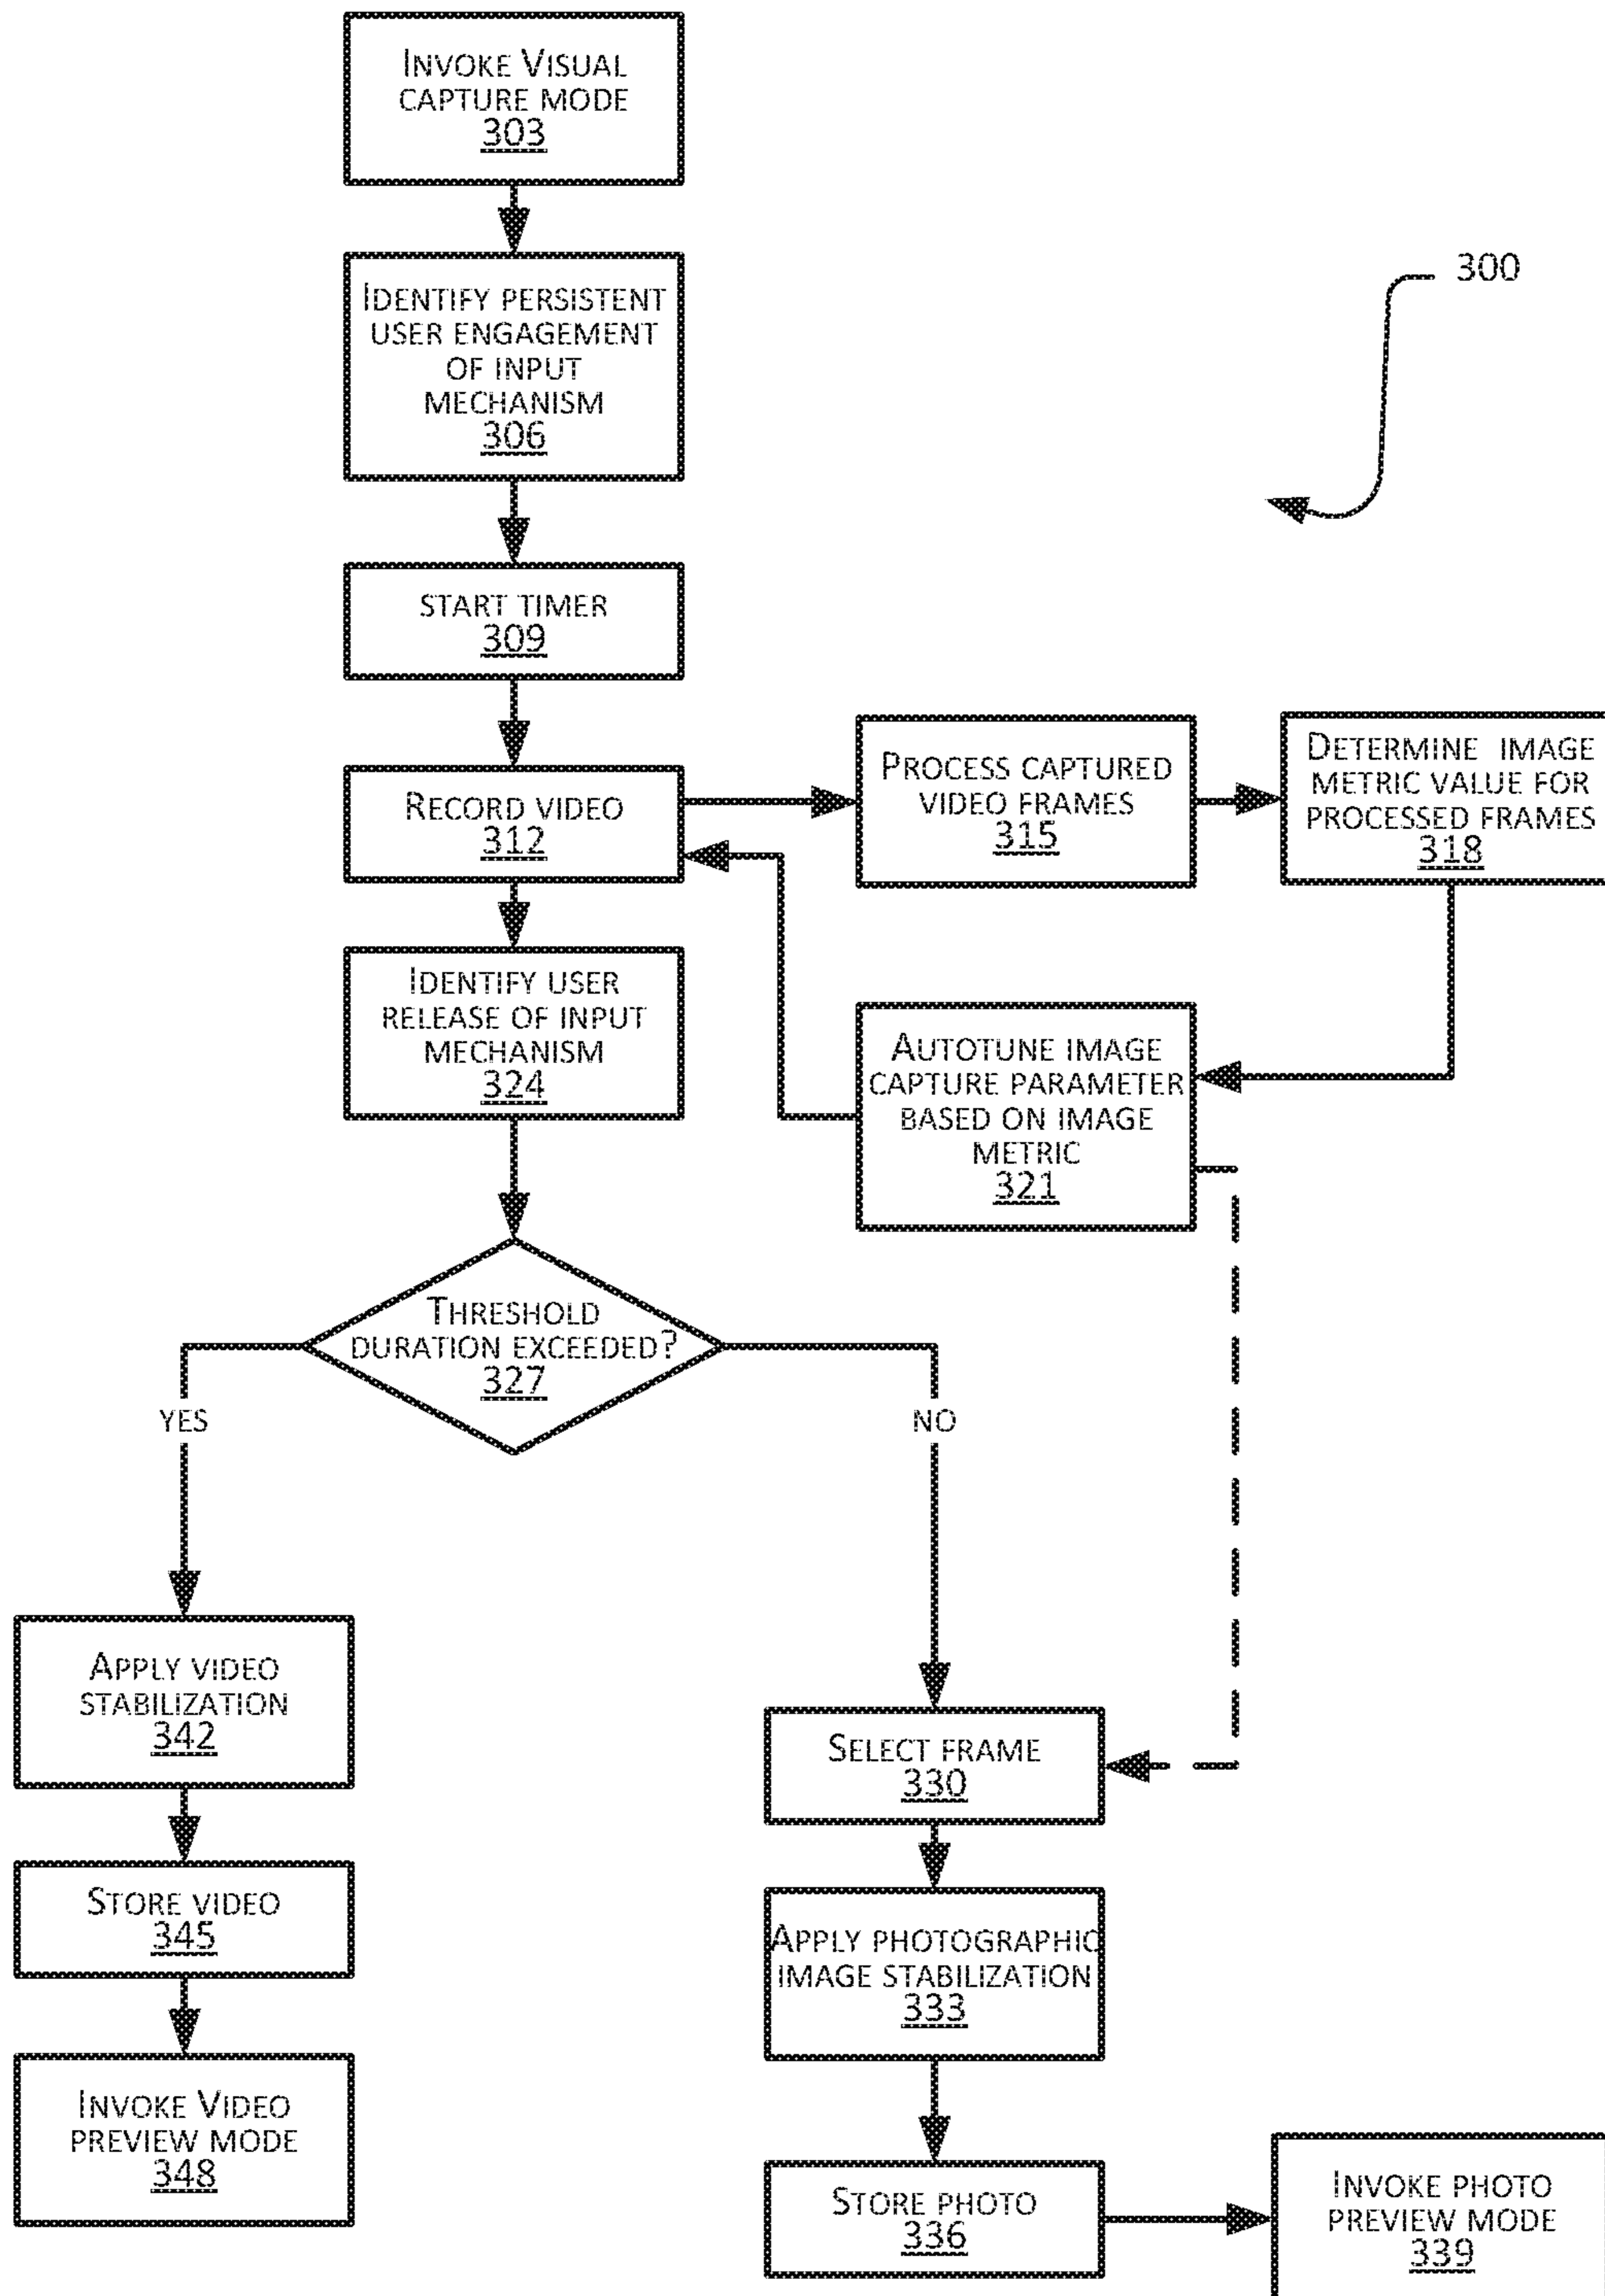 INVOKE VISUAL
CAPTURE MODE
303
IDENTIFY PERSISTENT
USER ENGAGEMENT
OF INPUT
MECHANISM
306
300
START TIMER
309
RECORD VIDEO
312
PROCESS CAPTURED
VIDEO FRAMES
315
DETERMINE IMAGE
METRIC VALUE FOR
PROCESSED FRAMES
318
IDENTIFY USER
RELEASE OF INPUT
MECHANISM
324
AUTOTUNE IMAGE
CAPTURE PARAMETER
BASED ON IMAGE
METRIC
321
THRESHOLD
DURATION EXCEEDED?
327
YES
NO
APPLY VIDEO
STABILIZATION
342
STORE VIDEO
345
INVOKE VIDEO
PREVIEW MODE
348
SELECT FRAME
330
APPLY PHOTOGRAPHIC
IMAGE STABILIZATION
333
STORE PHOTO
336
INVOKE PHOTO
PREVIEW MODE
339